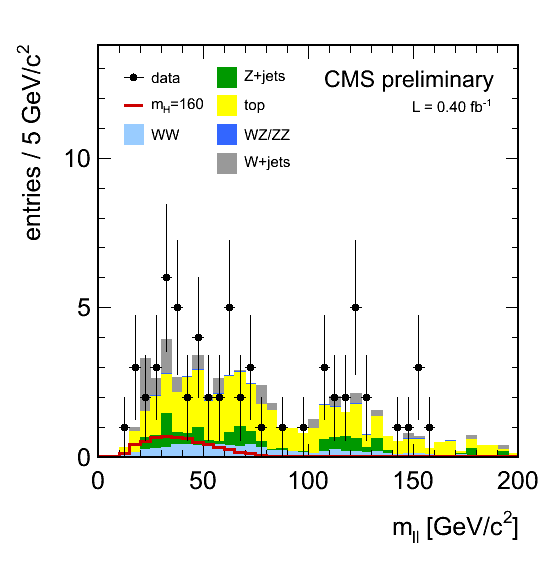 CMS preliminary
L = 0.40 fb⁻¹
data
m_H=160
WW
Z+jets
top
WZ/ZZ
W+jets
entries / 5 GeV/c²
10
5
0
0 50 100 150 200
m_ll [GeV/c²]